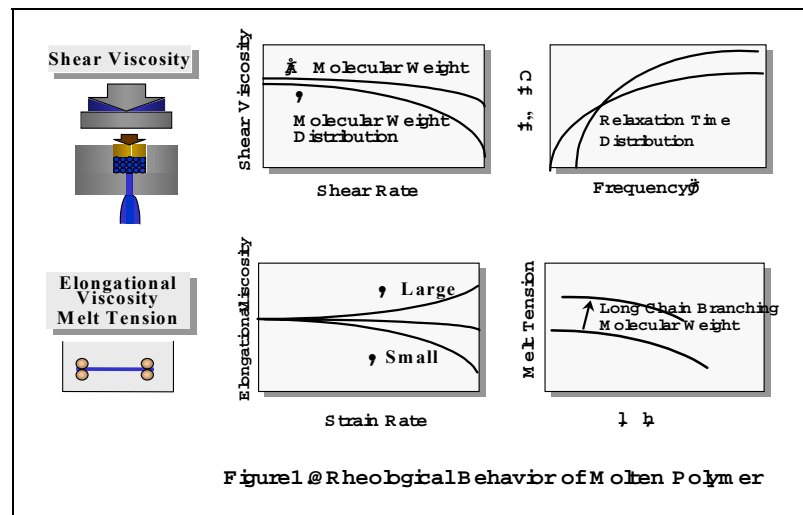 Shear Viscosity
Shear Viscosity
Molecular Weight
Molecular Weight
Distribution
Shear Rate
Relaxation Time
Distribution
Frequency
Elongational
Viscosity
Melt Tension
Elongational Viscosity
, Large
, Small
Strain Rate
Melt Tension
Long Chain Branching
Molecular Weight
Figure1.@Rheological Behavior of Molten Polymer